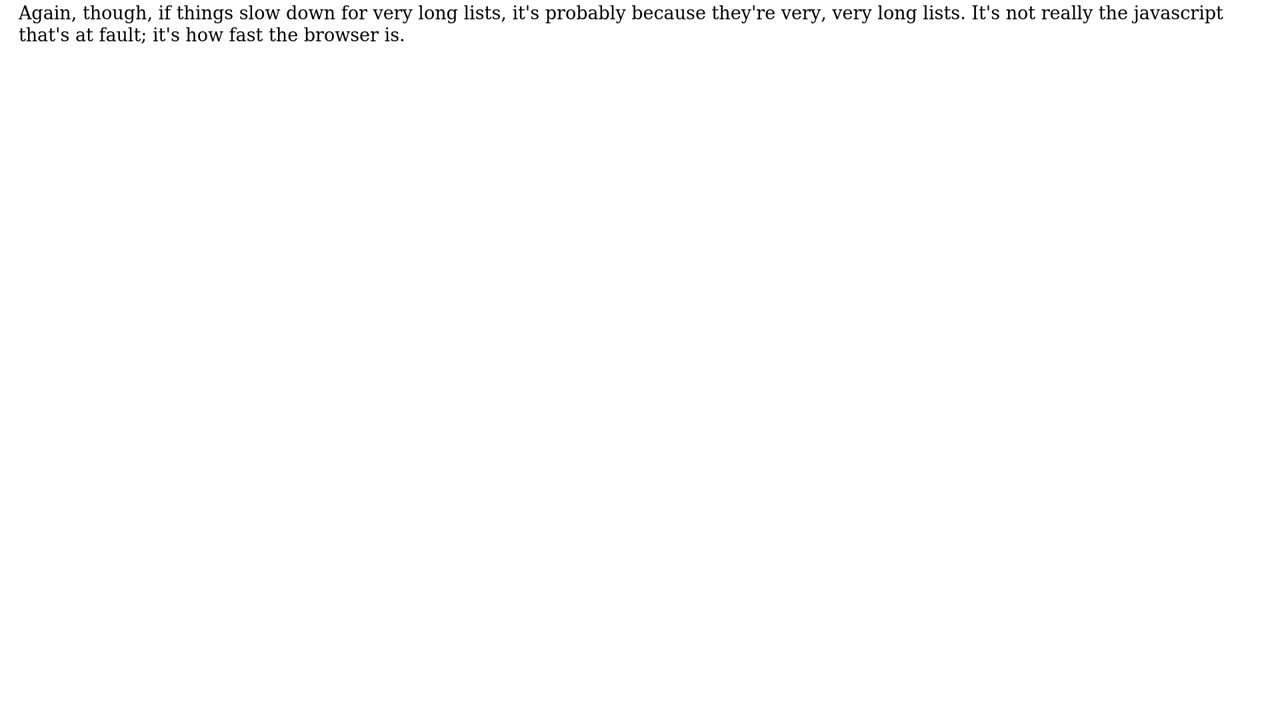 Again, though, if things slow down for very long lists, it's probably because they're very, very long lists. It's not really the javascript
that's at fault; it's how fast the browser is.